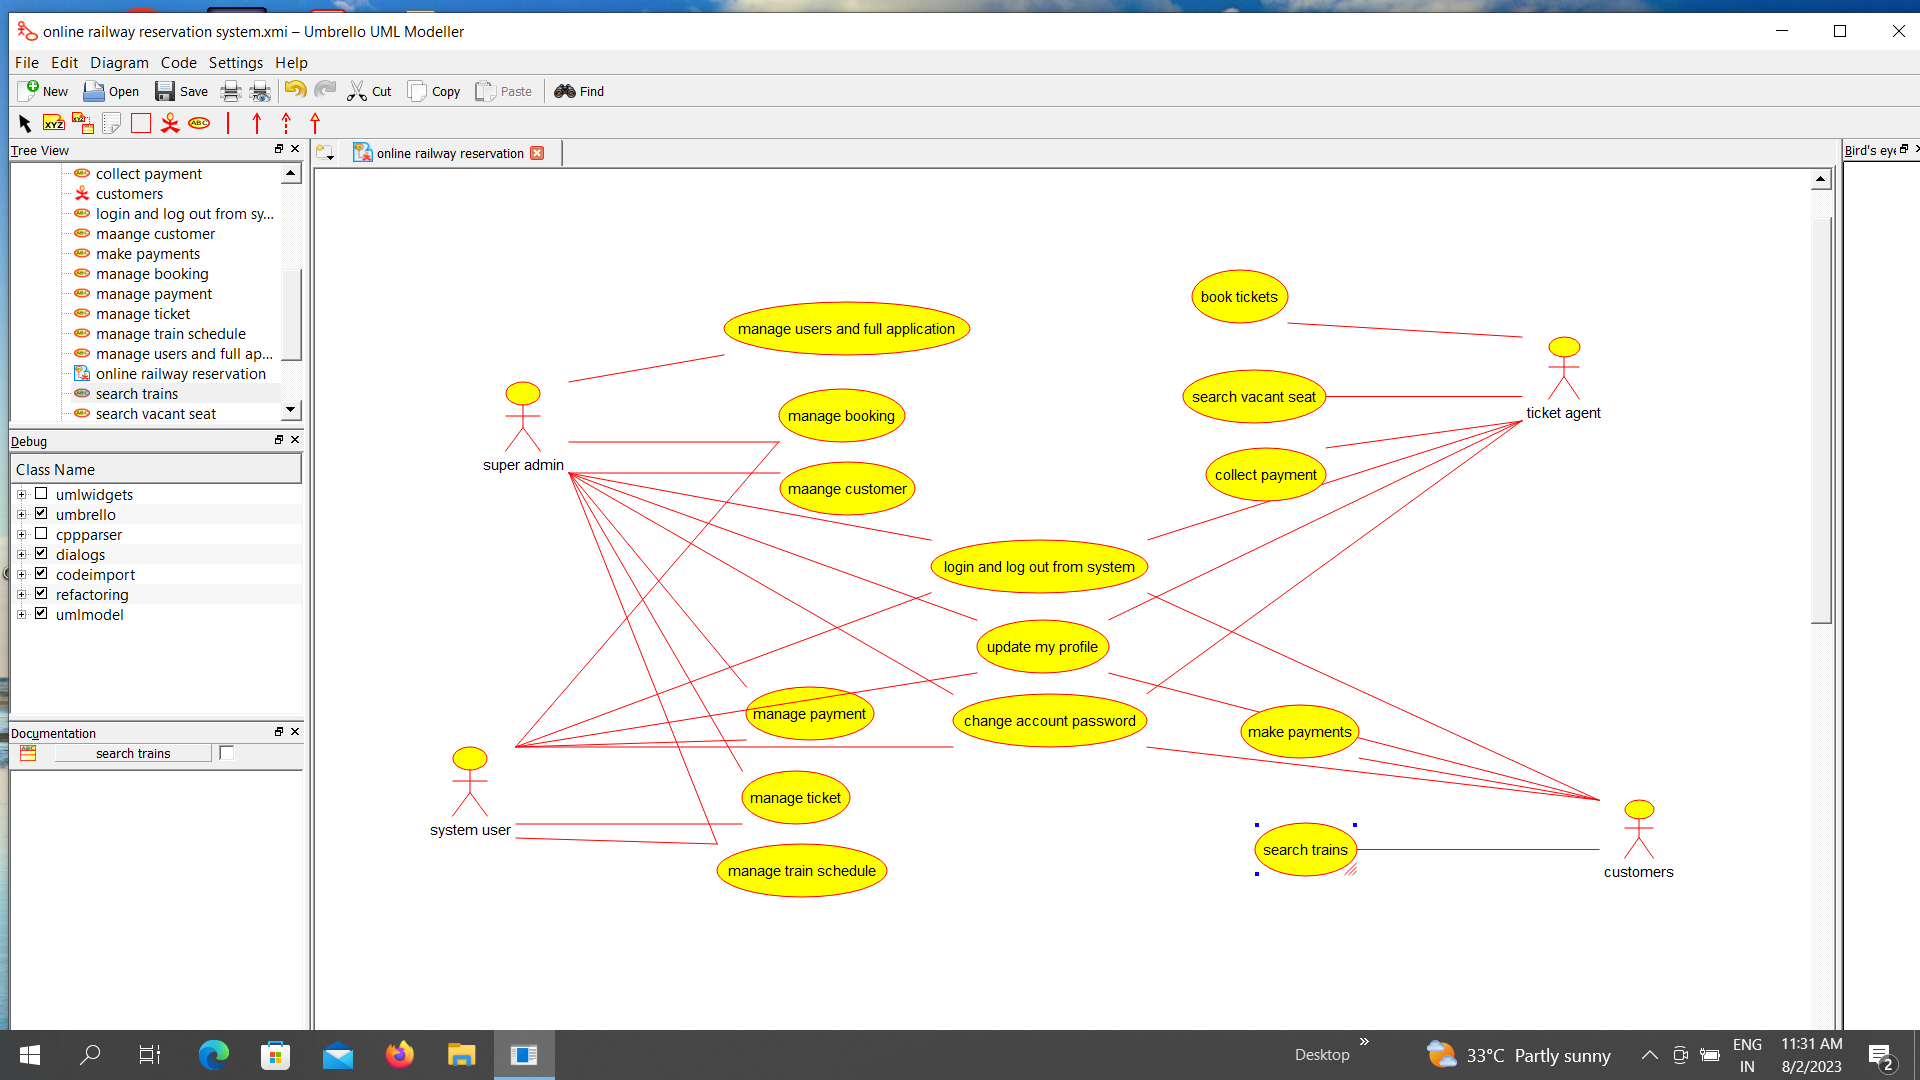 online railway reservation system.xmi – Umbrello UML Modeller
File Edit Diagram Code Settings Help
New Open Save Cut Copy Paste Find
XYZ XYZ ABC
Tree View
collect payment
customers
login and log out from sy...
maange customer
make payments
manage booking
manage payment
manage ticket
manage train schedule
manage users and full ap...
online railway reservation
search trains
search vacant seat
Debug
Class Name
umlwidgets
umbrello
cppparser
dialogs
codeimport
refactoring
umlmodel
Documentation
search trains
online railway reservation
Bird's eye
book tickets
manage users and full application
ticket agent
search vacant seat
manage booking
super admin
collect payment
maange customer
login and log out from system
update my profile
manage payment
change account password
make payments
manage ticket
system user
search trains
manage train schedule
customers
Desktop
33°C Partly sunny
ENG
IN
11:31 AM
8/2/2023
2